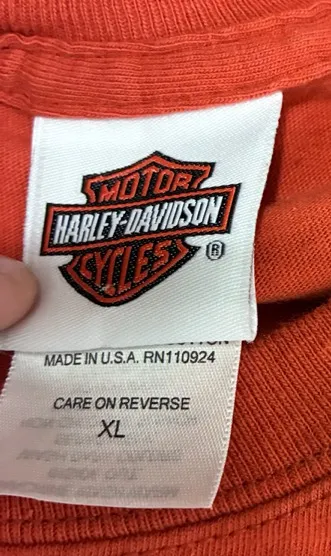 MOTOR
HARLEY-DAVIDSON
CYCLES
®
MADE IN U.S.A. RN110924
CARE ON REVERSE
XL